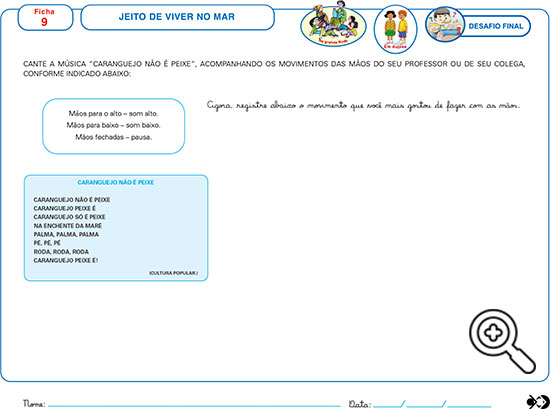 Ficha
9
JEITO DE VIVER NO MAR
Em grande Roda
Em duplas
DESAFIO FINAL
CANTE A MÚSICA "CARANGUEJO NÃO É PEIXE", ACOMPANHANDO OS MOVIMENTOS DAS MÃOS DO SEU PROFESSOR OU DE SEU COLEGA,
CONFORME INDICADO ABAIXO:
Mãos para o alto – som alto.
Mãos para baixo – som baixo.
Mãos fechadas – pausa.
Agora, registre abaixo o movimento que você mais gostou de fazer com as mãos.
CARANGUEJO NÃO É PEIXE
CARANGUEJO NÃO É PEIXE
CARANGUEJO PEIXE É
CARANGUEJO SÓ É PEIXE
NA ENCHENTE DA MARÉ
PALMA, PALMA, PALMA
PÉ, PÉ, PÉ
RODA, RODA, RODA
CARANGUEJO PEIXE É!
(CULTURA POPULAR.)
Nome:
Data: / /